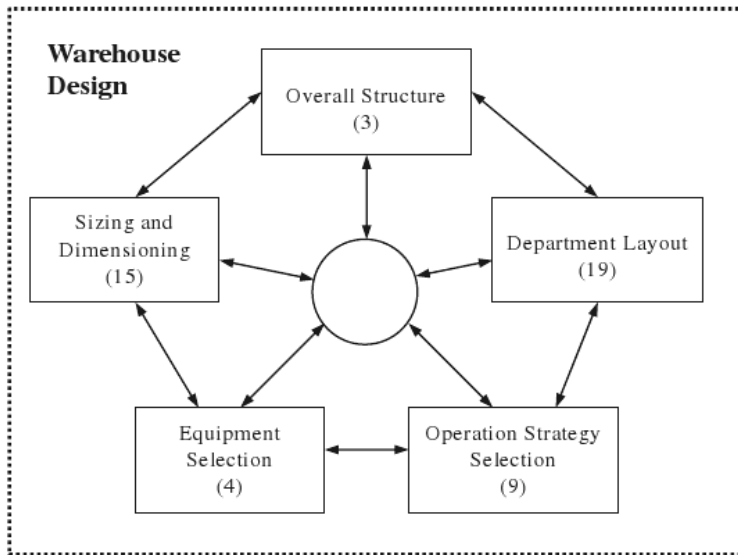 Warehouse
Design
Overall Structure
(3)
Sizing and
Dimensioning
(15)
Department Layout
(19)
Equipment
Selection
(4)
Operation Strategy
Selection
(9)